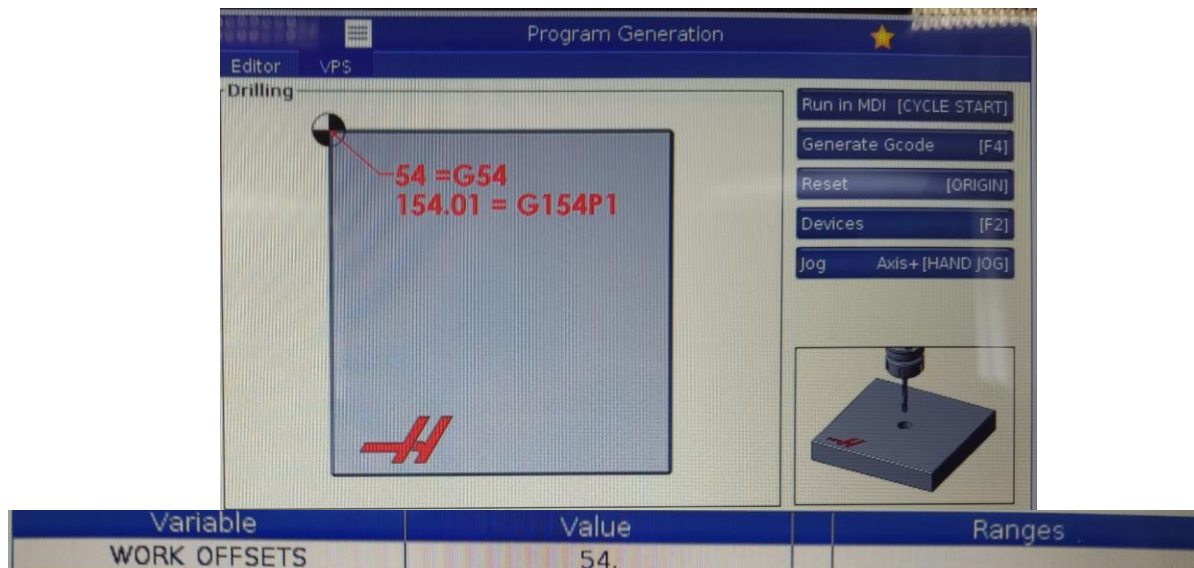 Program Generation
Editor VPS
Drilling
54 =G54
154.01 = G154P1
Run in MDI [CYCLE START]
Generate Gcode [F4]
Reset [ORIGIN]
Devices [F2]
Jog Axis+[HAND JOG]
Variable Value Ranges
WORK OFFSETS 54.